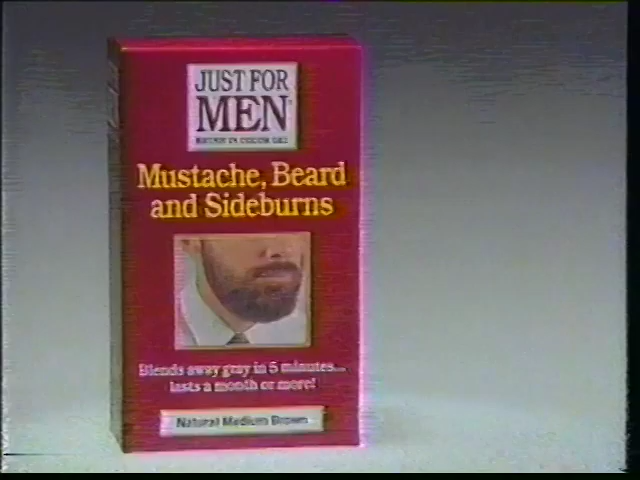 JUST FOR
MEN
Mustache, Beard
and Sideburns
Blends away gray in 5 minutes...
lasts a month or more!
Natural Medium Brown